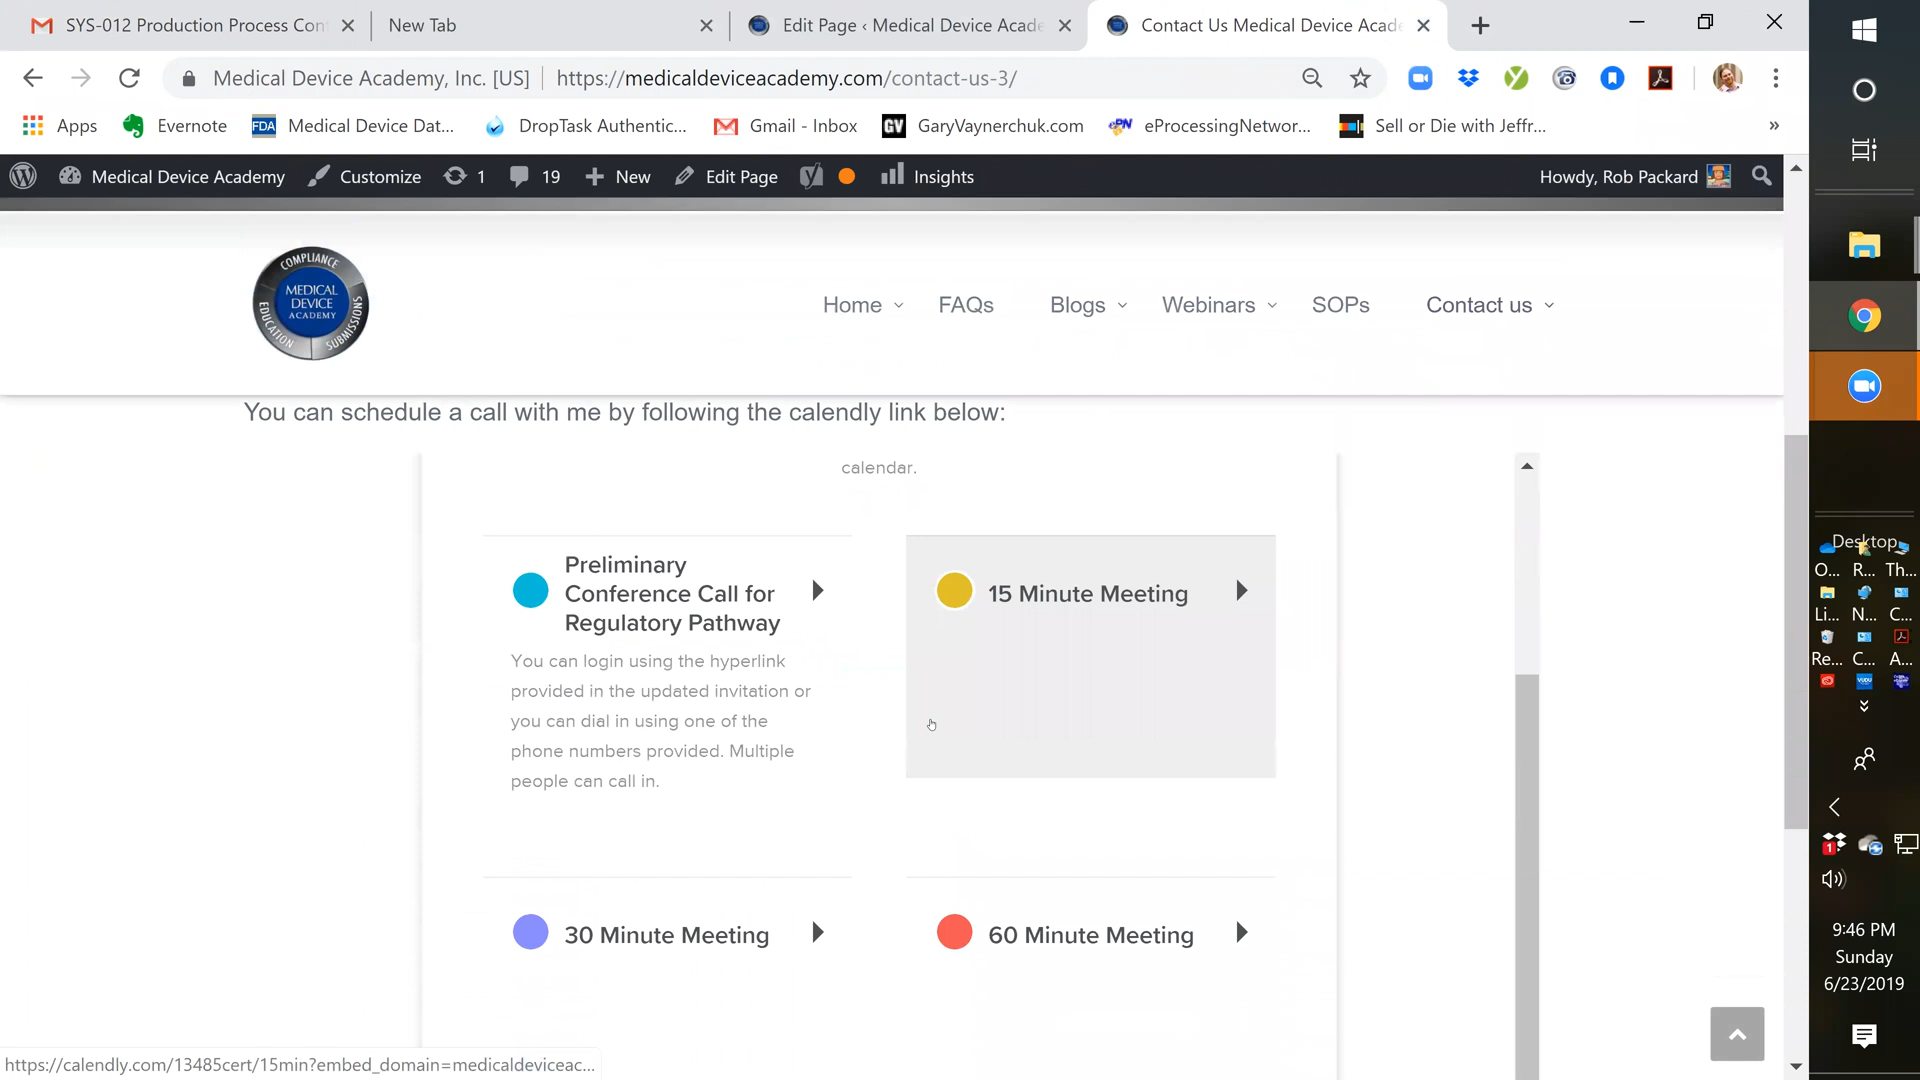 SYS-012 Production Process Con
New Tab
Edit Page ‹ Medical Device Acade
Contact Us Medical Device Acade
Medical Device Academy, Inc. [US]
https://medicaldeviceacademy.com/contact-us-3/
Apps
Evernote
FDA
Medical Device Dat...
DropTask Authentic...
Gmail - Inbox
GV
GaryVaynerchuk.com
eProcessingNetwor...
Sell or Die with Jeffr...
»
Medical Device Academy
Customize
1
19
New
Edit Page
Insights
Howdy, Rob Packard
COMPLIANCE
MEDICAL
DEVICE
ACADEMY
EDUCATION
SUBMISSIONS
Home
FAQs
Blogs
Webinars
SOPs
Contact us
You can schedule a call with me by following the calendly link below:
calendar.
Preliminary
Conference Call for
Regulatory Pathway
You can login using the hyperlink
provided in the updated invitation or
you can dial in using one of the
phone numbers provided. Multiple
people can call in.
15 Minute Meeting
30 Minute Meeting
60 Minute Meeting
https://calendly.com/13485cert/15min?embed_domain=medicaldeviceac...
Desktop
O... R... Th...
Li... N... C...
Re... C... A...
1
9:46 PM
Sunday
6/23/2019